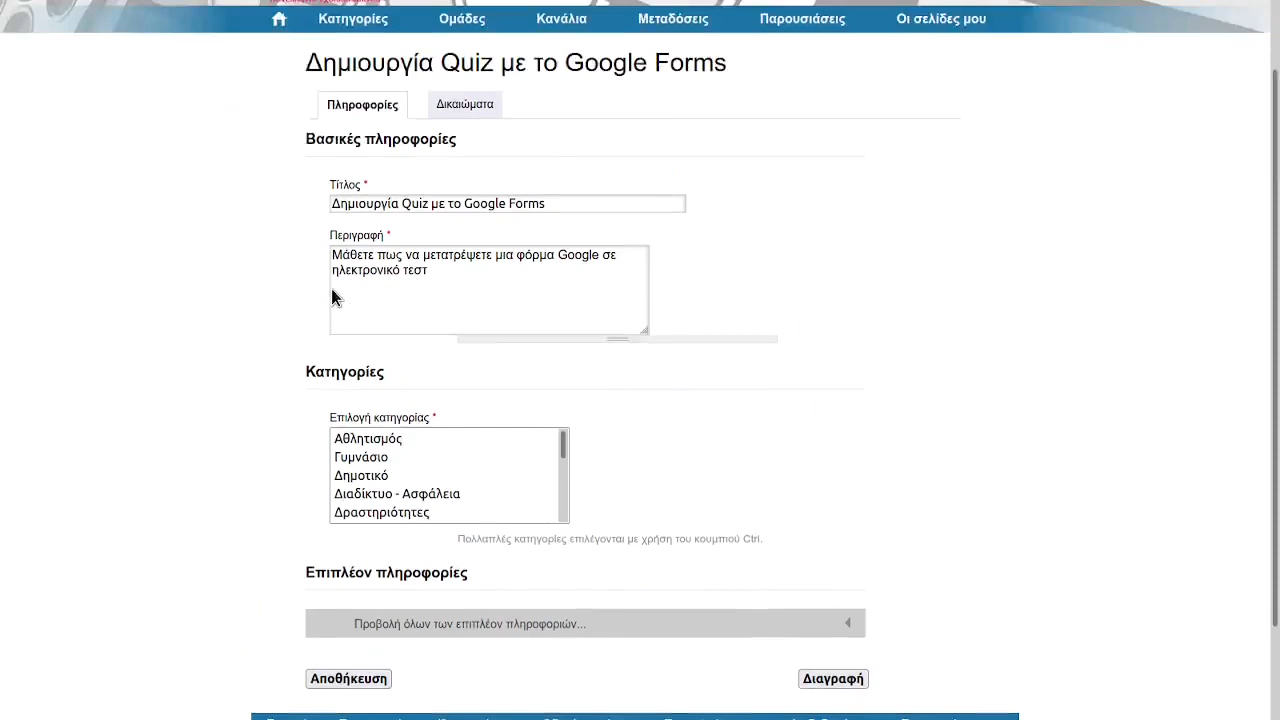 Κατηγορίες Ομάδες Κανάλια Μεταδόσεις Παρουσιάσεις Οι σελίδες μου
Δημιουργία Quiz με το Google Forms
Πληροφορίες Δικαιώματα
Βασικές πληροφορίες
Τίτλος *
Δημιουργία Quiz με το Google Forms
Περιγραφή *
Μάθετε πως να μετατρέψετε μια φόρμα Google σε
ηλεκτρονικό τεστ
Κατηγορίες
Επιλογή κατηγορίας *
Αθλητισμός
Γυμνάσιο
Δημοτικό
Διαδίκτυο - Ασφάλεια
Δραστηριότητες
Πολλαπλές κατηγορίες επιλέγονται με χρήση του κουμπιού Ctrl.
Επιπλέον πληροφορίες
Προβολή όλων των επιπλέον πληροφοριών...
Αποθήκευση Διαγραφή